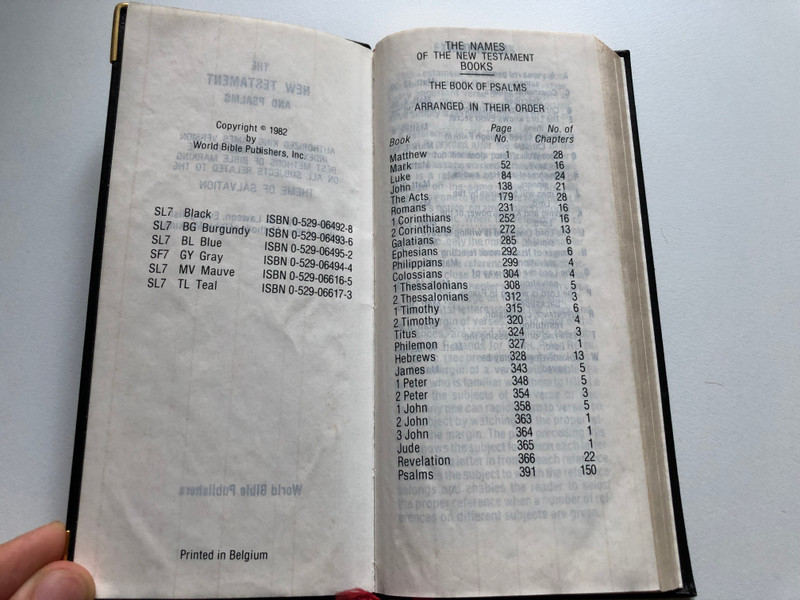 Copyright © 1982
by
World Bible Publishers, Inc.
SL7 Black ISBN 0-529-06492-8
SL7 BG Burgundy ISBN 0-529-06493-6
SL7 BL Blue ISBN 0-529-06495-2
SF7 GY Gray ISBN 0-529-06494-4
SL7 MV Mauve ISBN 0-529-06616-5
SL7 TL Teal ISBN 0-529-06617-3
Printed in Belgium
THE NAMES
OF THE NEW TESTAMENT
BOOKS
THE BOOK OF PSALMS
ARRANGED IN THEIR ORDER
Book Page No. No. of Chapters
Matthew 1 28
Mark 52 16
Luke 84 24
John 138 21
The Acts 179 28
Romans 231 16
1 Corinthians 252 16
2 Corinthians 272 13
Galatians 285 6
Ephesians 292 6
Philippians 299 4
Colossians 304 4
1 Thessalonians 308 5
2 Thessalonians 312 3
1 Timothy 315 6
2 Timothy 320 4
Titus 324 3
Philemon 327 1
Hebrews 328 13
James 343 5
1 Peter 348 5
2 Peter 354 3
1 John 358 5
2 John 363 1
3 John 364 1
Jude 365 1
Revelation 366 22
Psalms 391 150